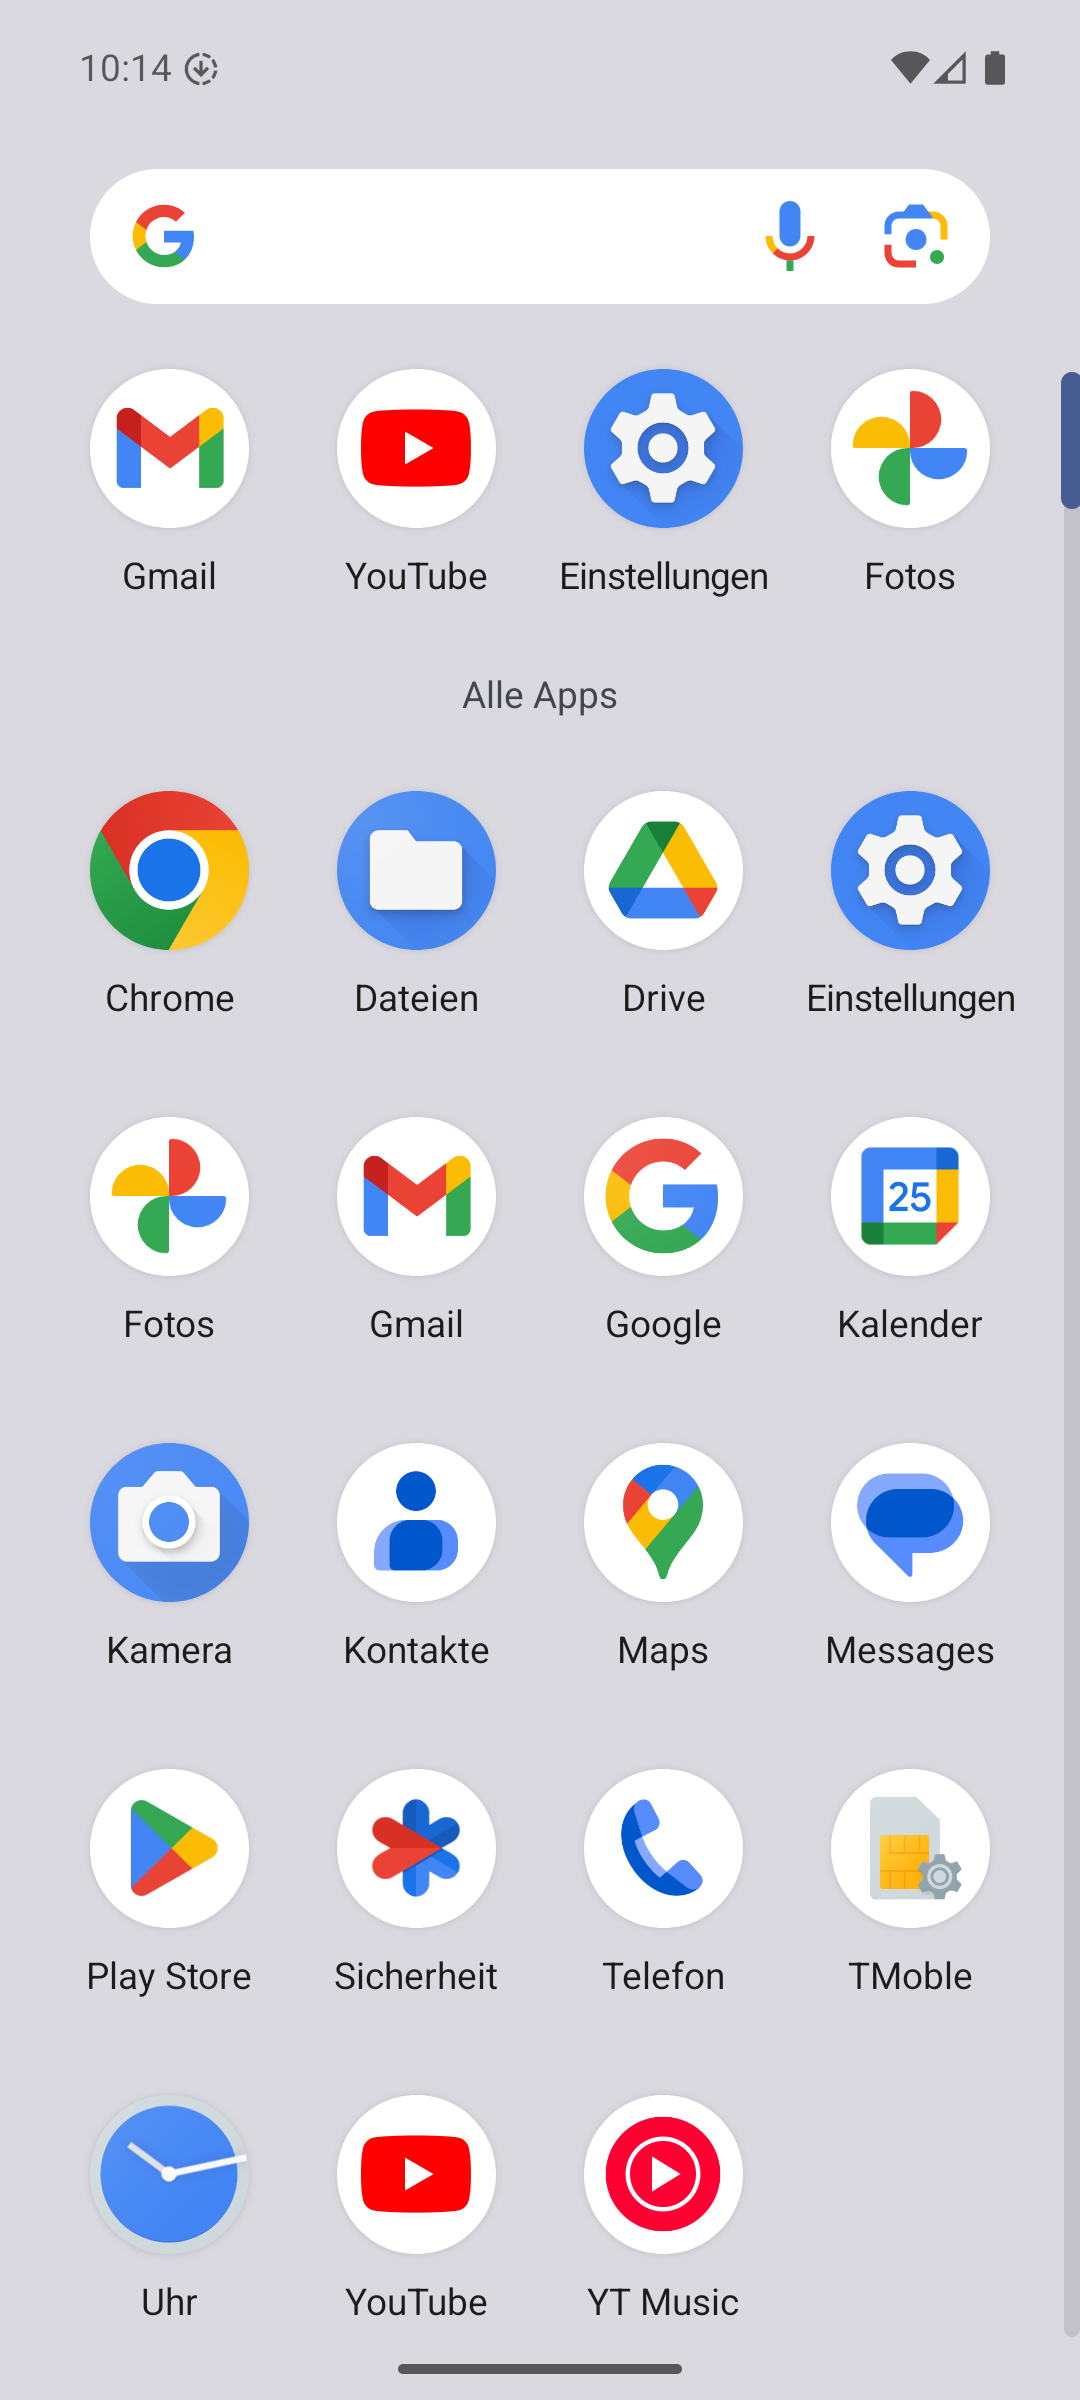 10:14
Gmail
YouTube
Einstellungen
Fotos
Alle Apps
Chrome
Dateien
Drive
Einstellungen
Fotos
Gmail
Google
25
Kalender
Kamera
Kontakte
Maps
Messages
Play Store
Sicherheit
Telefon
TMoble
Uhr
YouTube
YT Music